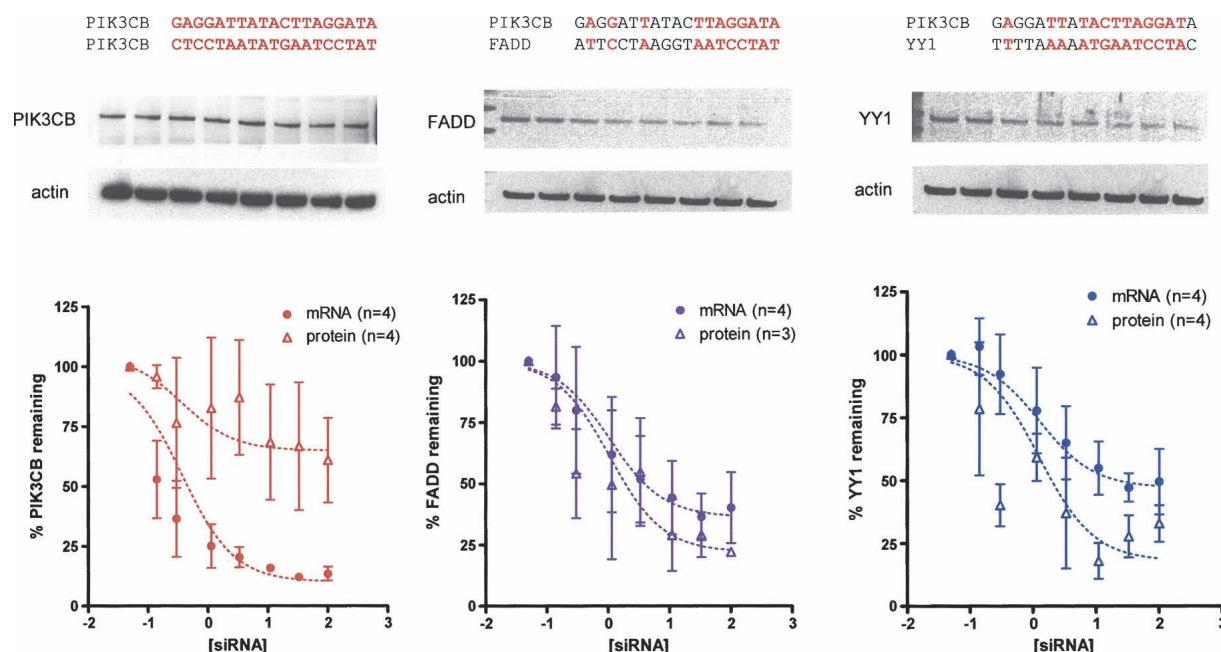 PIK3CB GAGGATTATACTTAGGATA
PIK3CB CTCCTAATATGAATCCTAT
PIK3CB
actin
125
100
75
50
25
0
% PIK3CB remaining
mRNA (n=4)
protein (n=4)
-2 -1 0 1 2 3
[siRNA]
PIK3CB GAGGATTATACTTAGGATA
FADD ATTCCTAAGGTAATCCTAT
FADD
actin
125
100
75
50
25
0
% FADD remaining
mRNA (n=4)
protein (n=3)
-2 -1 0 1 2 3
[siRNA]
PIK3CB GAGGATTATACTTAGGATA
YY1 TTTTAAAAATGAATCCTAC
YY1
actin
125
100
75
50
25
0
% YY1 remaining
mRNA (n=4)
protein (n=4)
-2 -1 0 1 2 3
[siRNA]